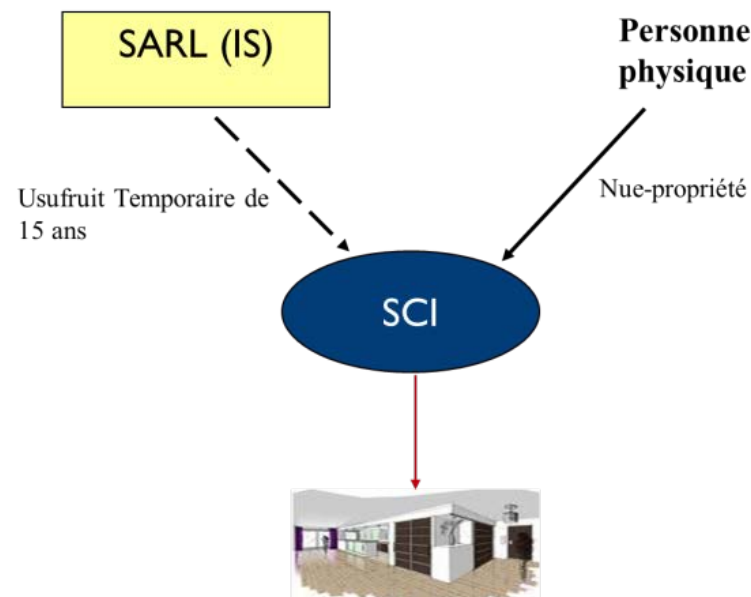 SARL (IS)
Personne
physique
Usufruit Temporaire de
15 ans
Nue-propriété
SCI